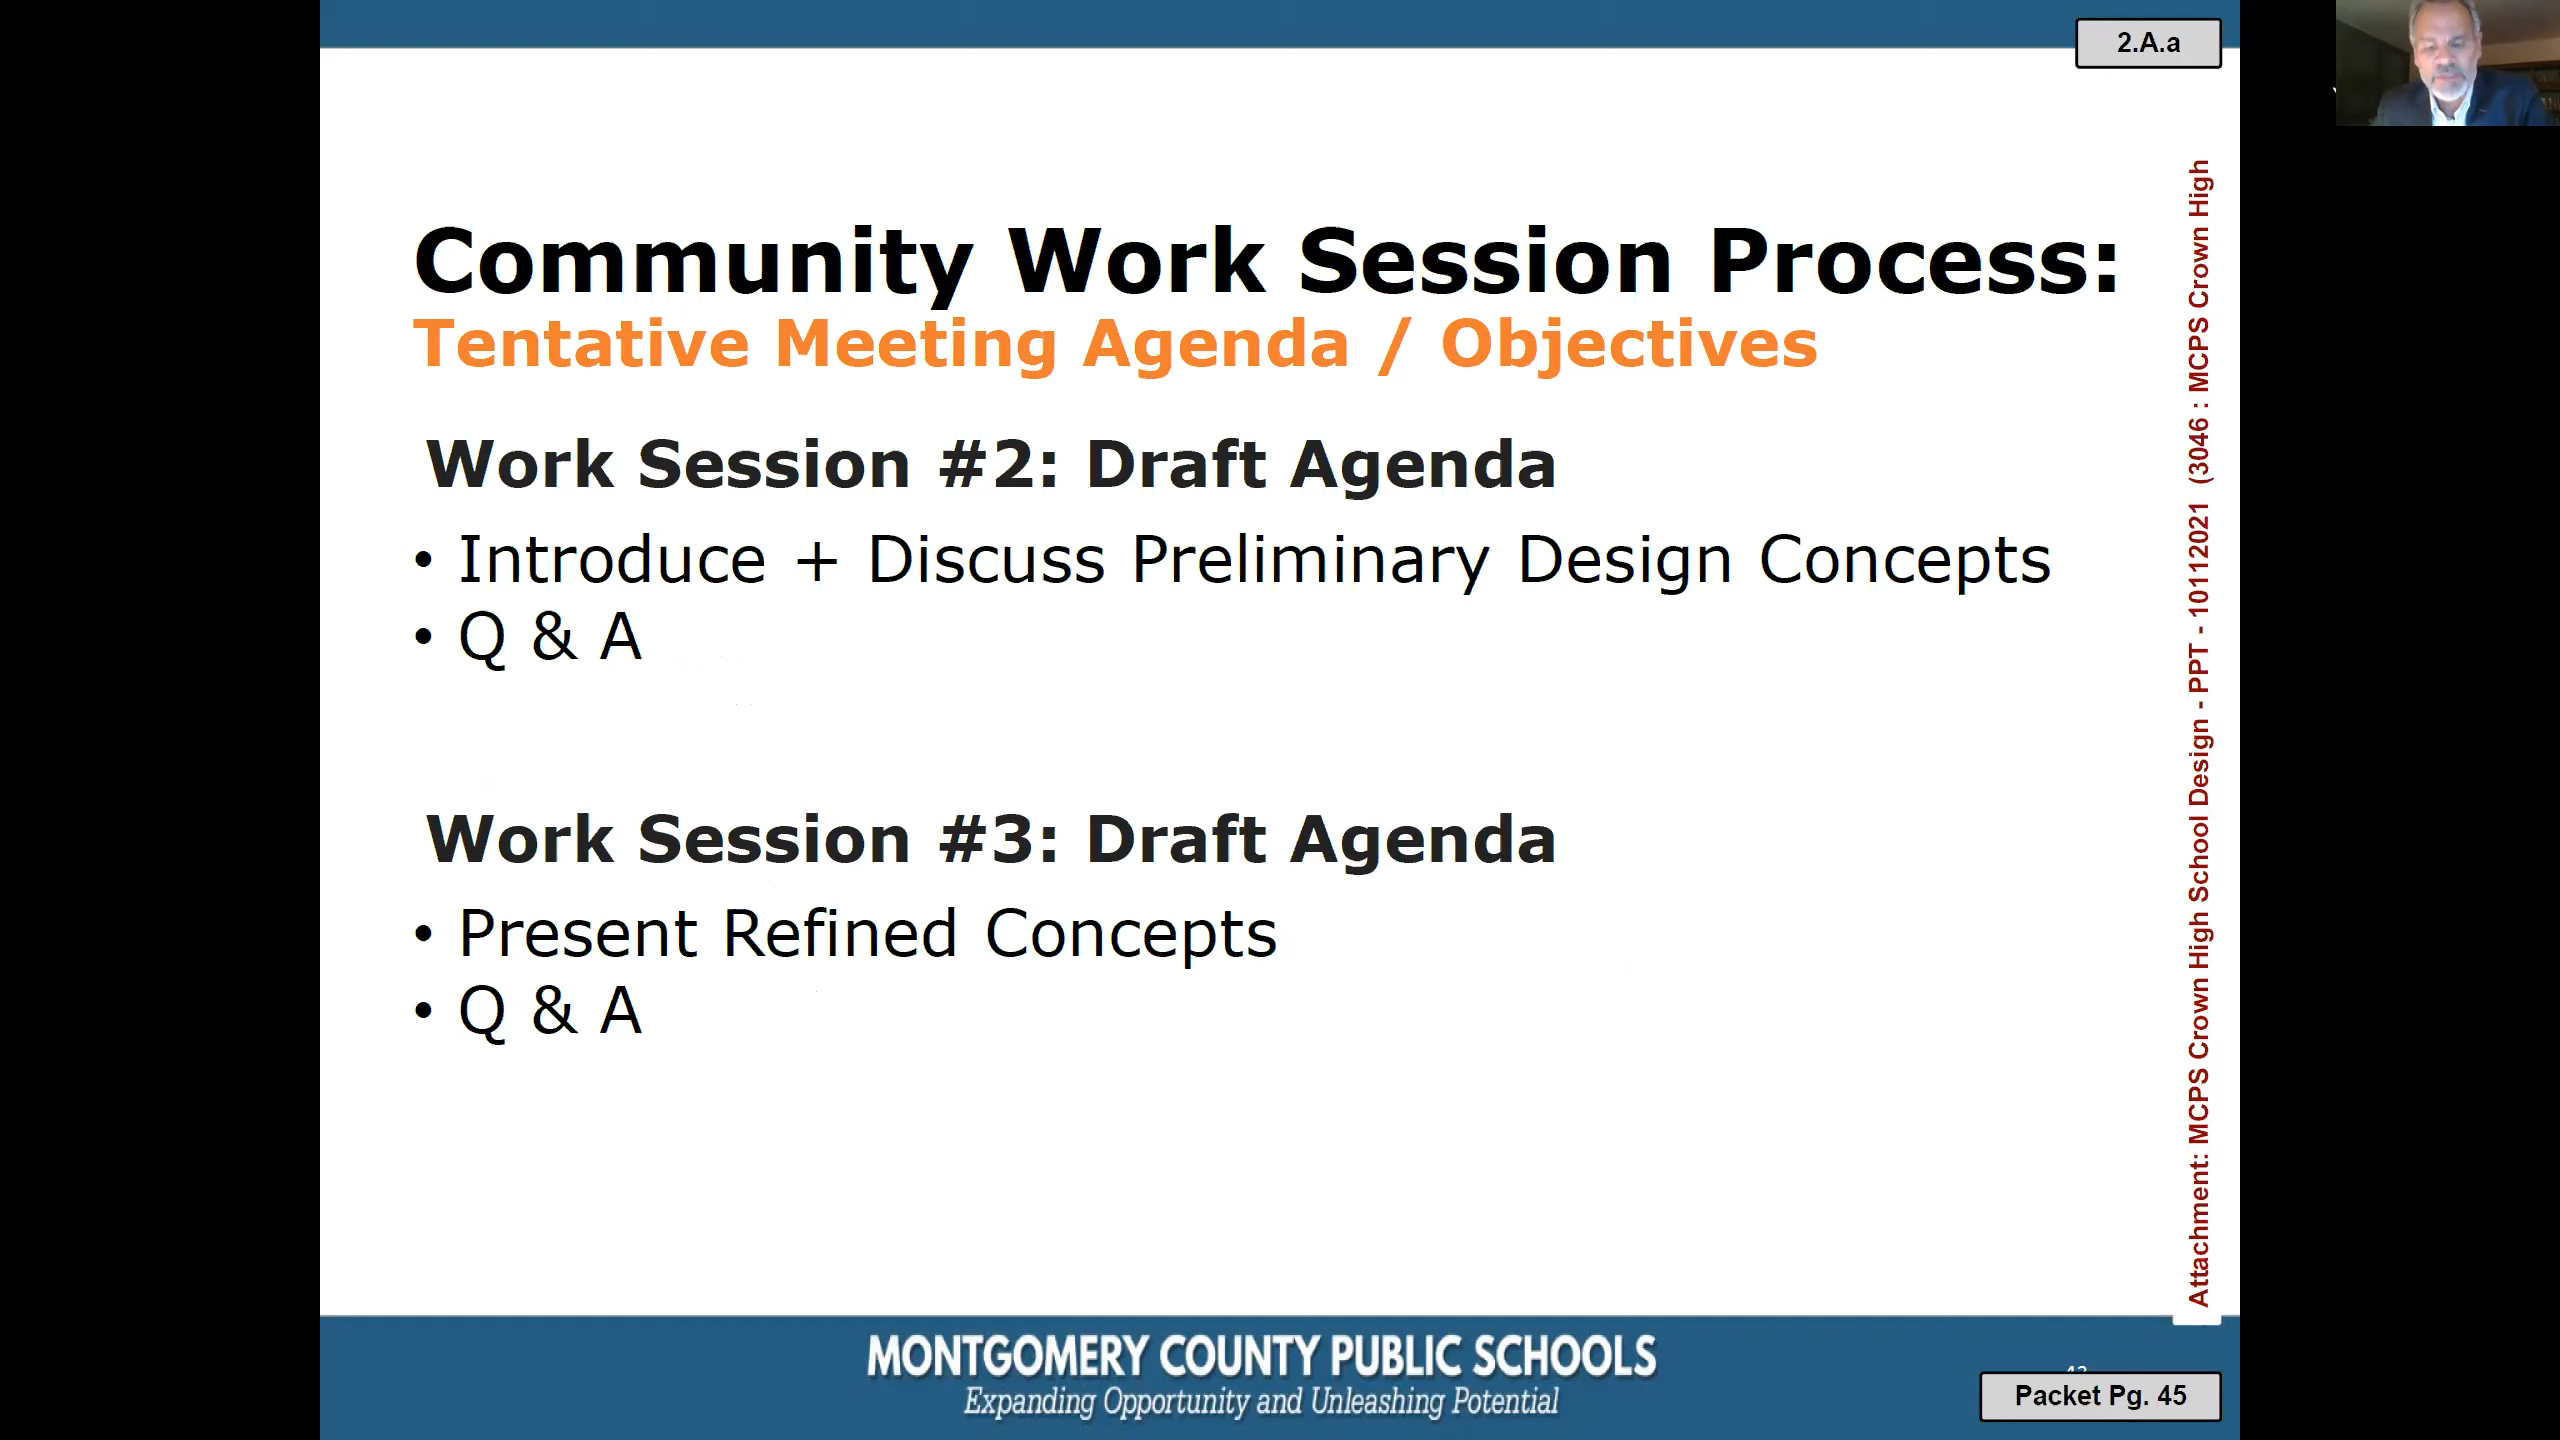 2.A.a
Community Work Session Process:
Tentative Meeting Agenda / Objectives
Work Session #2: Draft Agenda
• Introduce + Discuss Preliminary Design Concepts
• Q & A
Work Session #3: Draft Agenda
• Present Refined Concepts
• Q & A
Attachment: MCPS Crown High School Design - PPT - 10112021 (3046 : MCPS Crown High
MONTGOMERY COUNTY PUBLIC SCHOOLS
Expanding Opportunity and Unleashing Potential
Packet Pg. 45